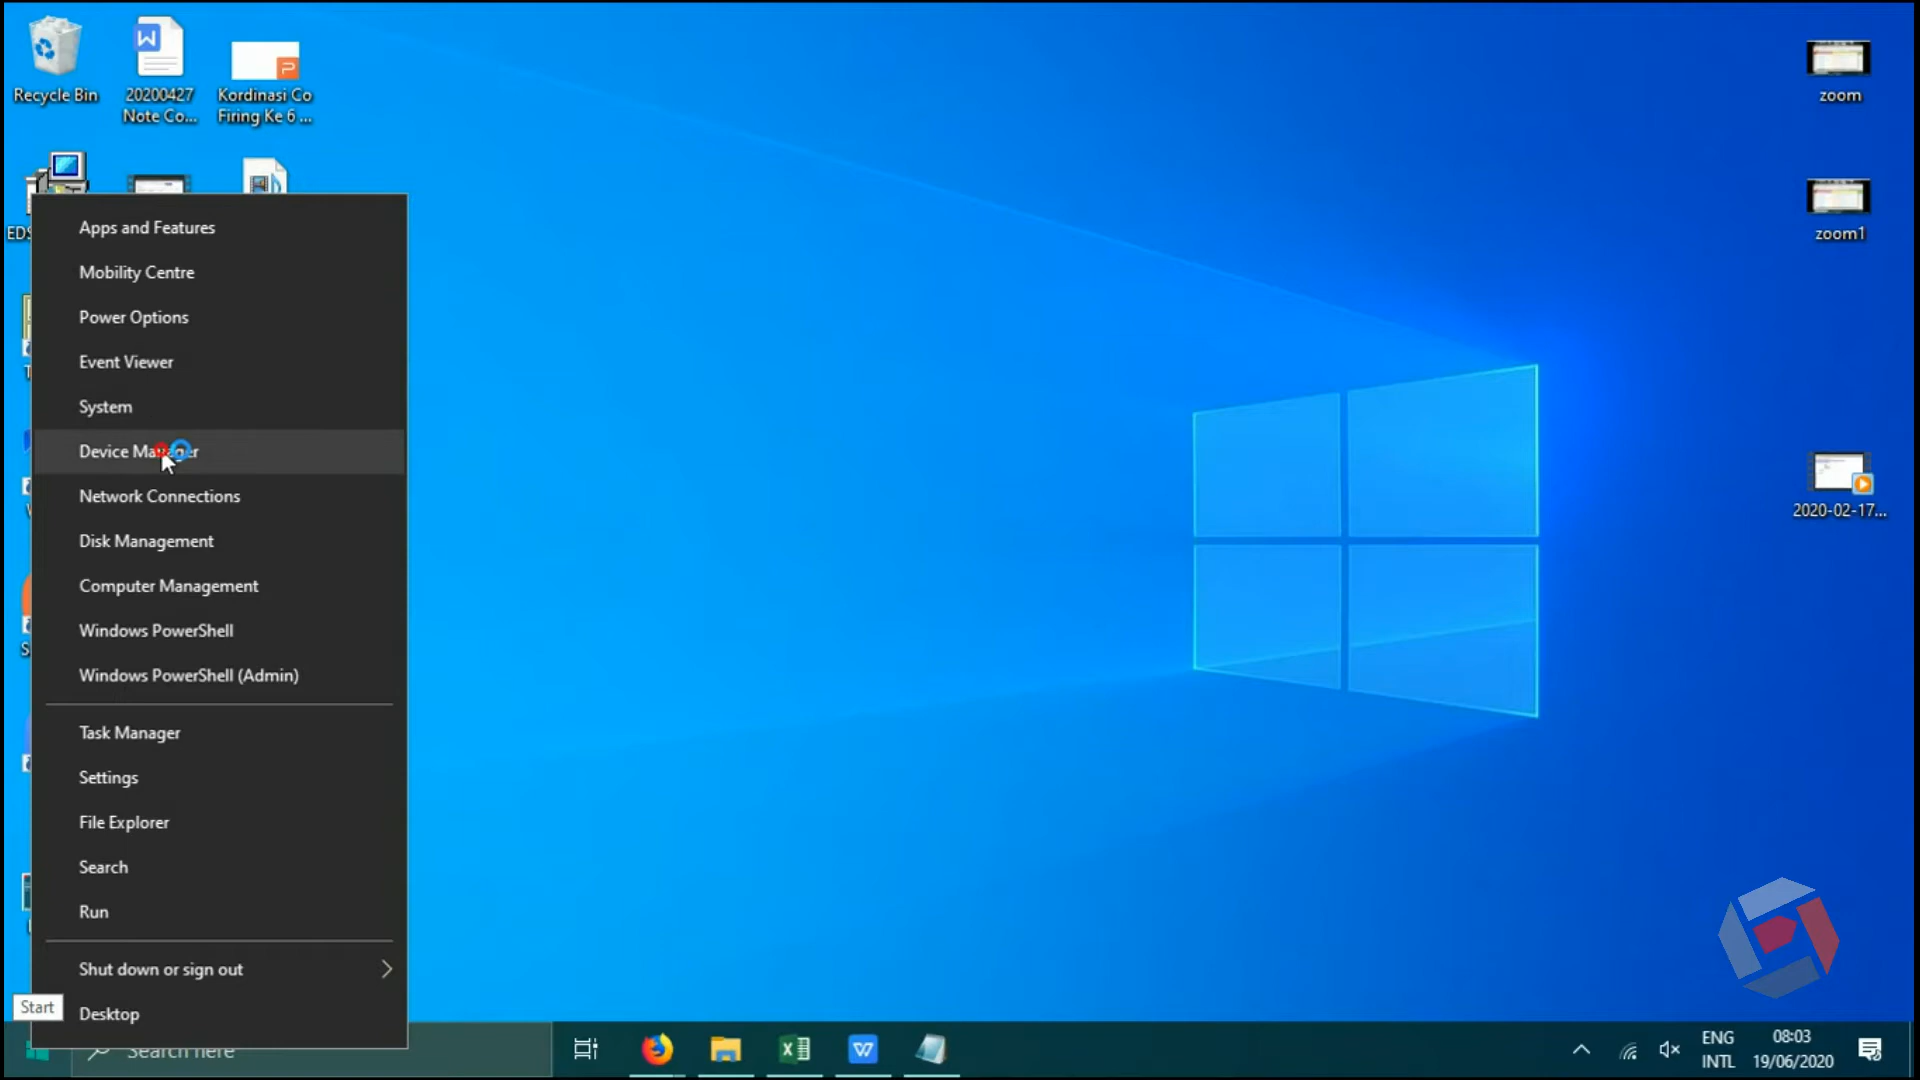 Recycle Bin
20200427
Note Co...
Kordinasi Co
Firing Ke 6 ...
zoom
zoom1
2020-02-17...
Apps and Features
Mobility Centre
Power Options
Event Viewer
System
Device Manager
Network Connections
Disk Management
Computer Management
Windows PowerShell
Windows PowerShell (Admin)
Task Manager
Settings
File Explorer
Search
Run
Shut down or sign out
Desktop
Start
Search here
ENG
INTL
08:03
19/06/2020